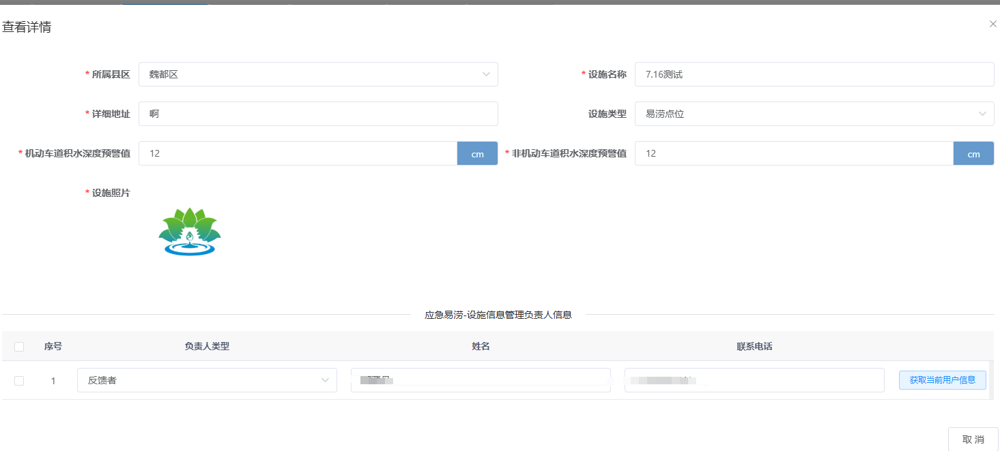 查看详情
* 所属县区 魏都区 * 设施名称 7.16测试
* 详细地址 啊 设施类型 易涝点位
* 机动车道积水深度预警值 12 cm * 非机动车道积水深度预警值 12 cm
* 设施照片
应急易涝-设施信息管理负责人信息
序号 负责人类型 姓名 联系电话
1 反馈者 获取当前用户信息
取 消